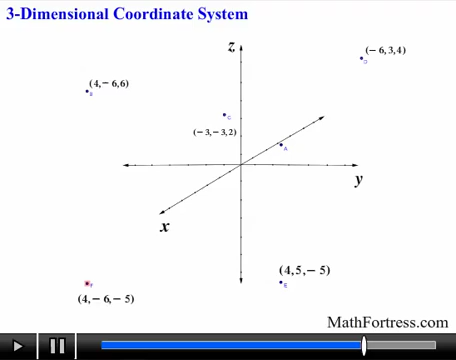 3-Dimensional Coordinate System
z
(−6,3,4)
D
(4,−6,6)
B
C
(−3,−3,2)
A
y
x
(4,5,−5)
E
F
(4,−6,−5)
MathFortress.com